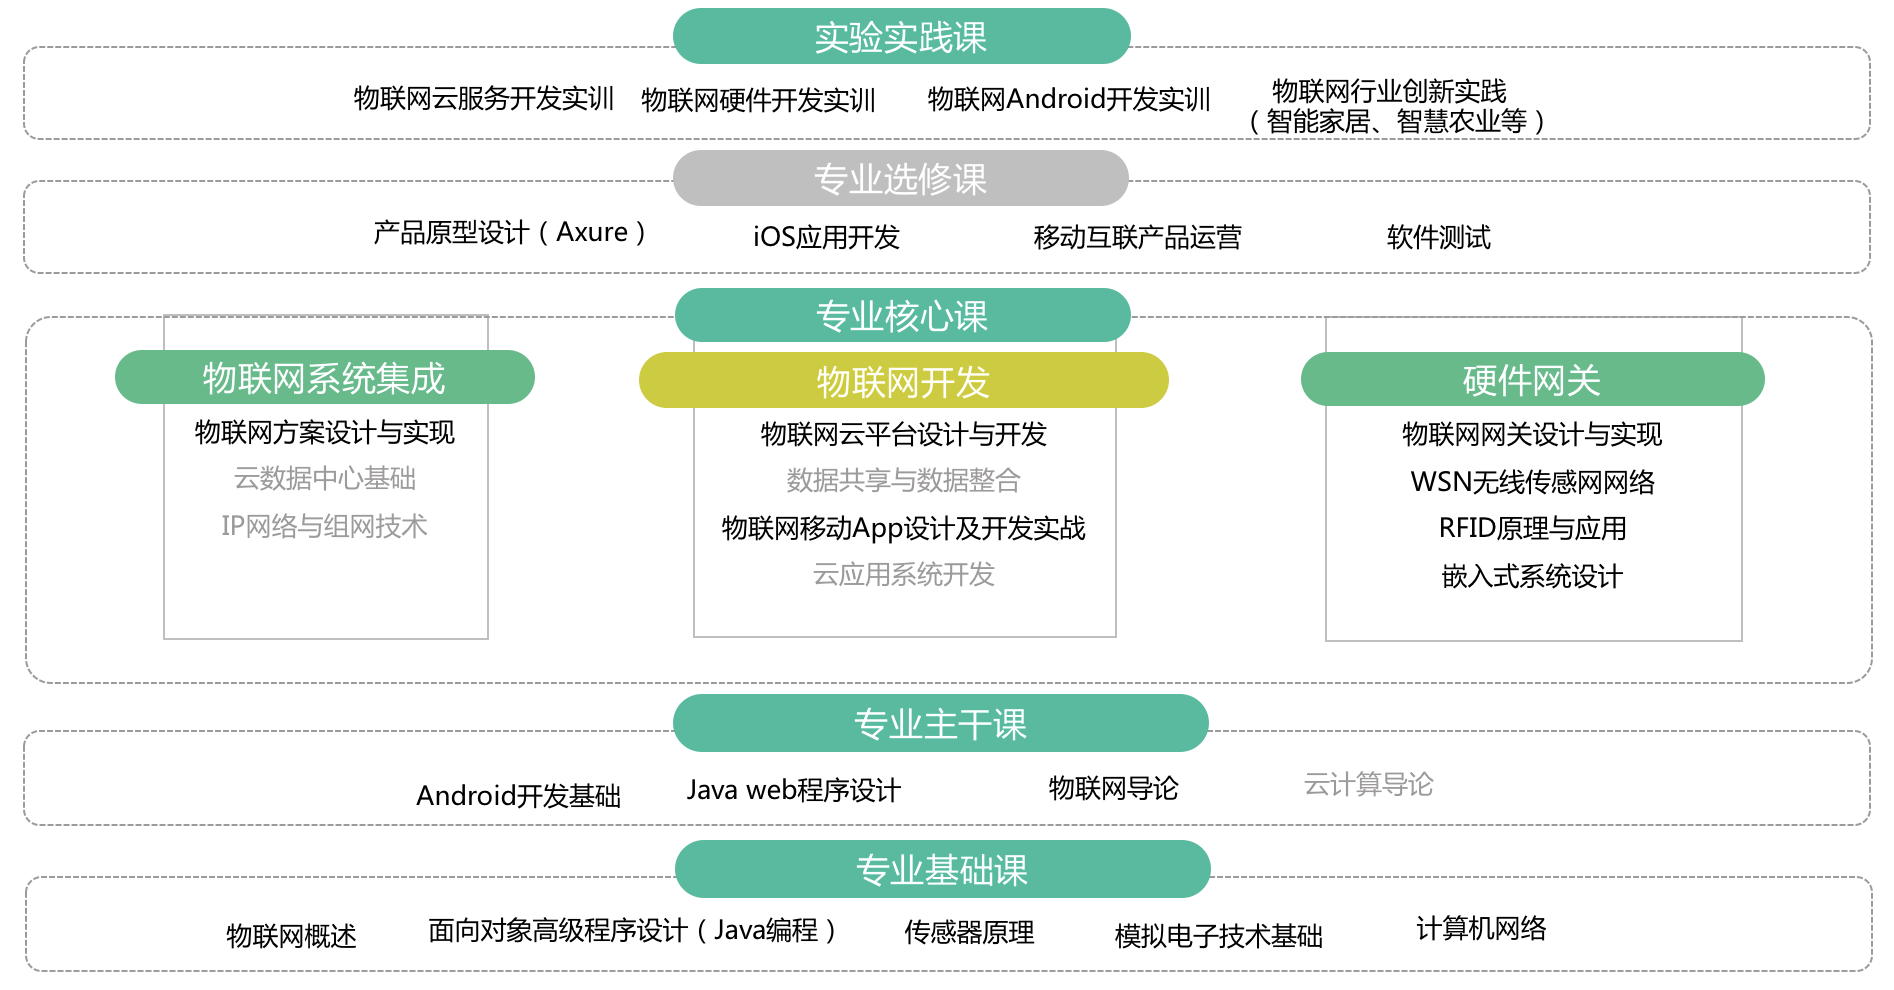 实验实践课
物联网云服务开发实训
物联网硬件开发实训
物联网Android开发实训
物联网行业创新实践
（智能家居、智慧农业等）
专业选修课
产品原型设计（Axure）
iOS应用开发
移动互联产品运营
软件测试
专业核心课
物联网系统集成
物联网方案设计与实现
云数据中心基础
IP网络与组网技术
物联网开发
物联网云平台设计与开发
数据共享与数据整合
物联网移动App设计及开发实战
云应用系统开发
硬件网关
物联网网关设计与实现
WSN无线传感网网络
RFID原理与应用
嵌入式系统设计
专业主干课
Android开发基础
Java web程序设计
物联网导论
云计算导论
专业基础课
物联网概述
面向对象高级程序设计（Java编程）
传感器原理
模拟电子技术基础
计算机网络